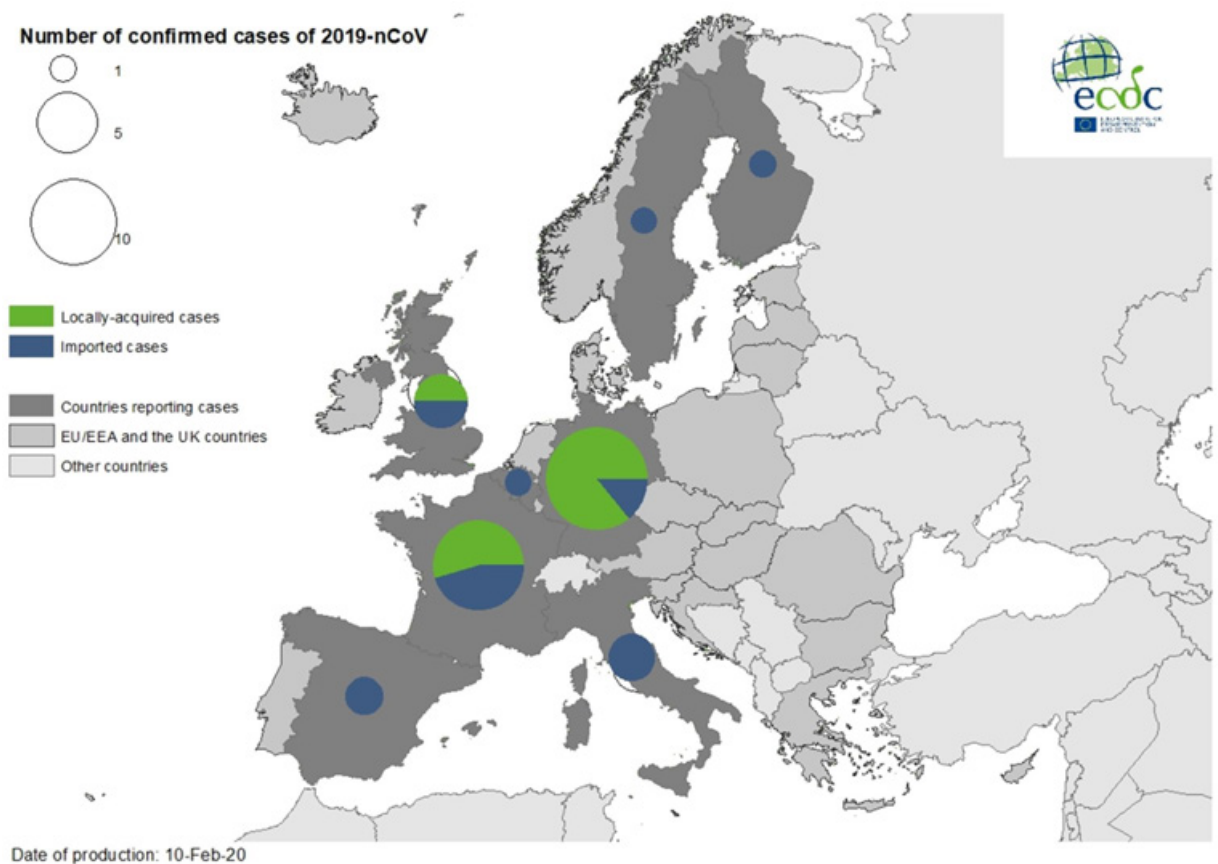 Number of confirmed cases of 2019-nCoV
1
5
10
ecdc
Locally-acquired cases
Imported cases
Countries reporting cases
EU/EEA and the UK countries
Other countries
Date of production: 10-Feb-20